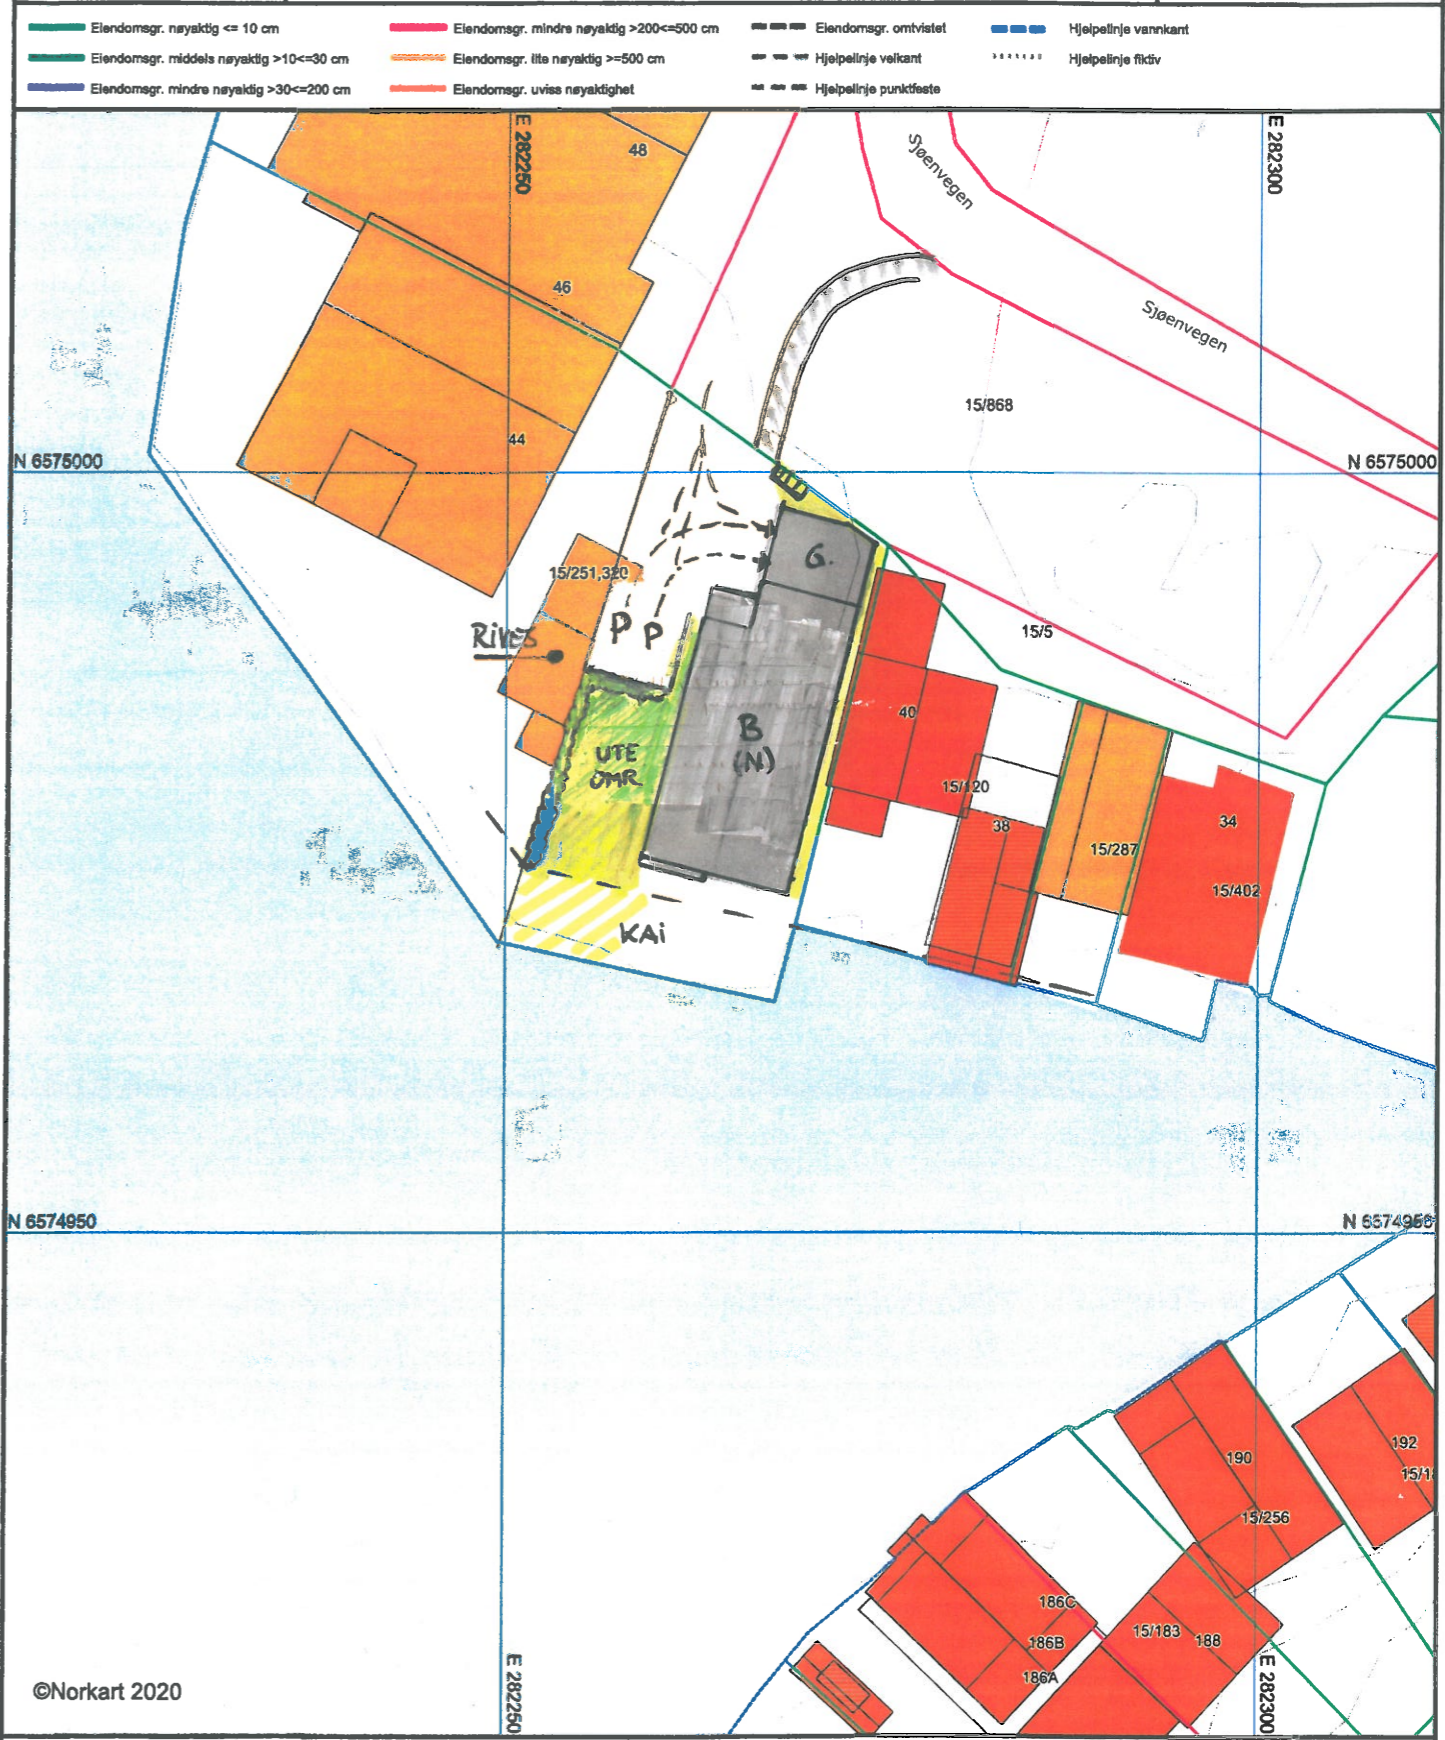 Eiendomsgr. nøyaktig <= 10 cm
Eiendomsgr. middels nøyaktig >10<=30 cm
Eiendomsgr. mindre nøyaktig >30<=200 cm
Eiendomsgr. mindre nøyaktig >200<=500 cm
Eiendomsgr. lite nøyaktig >=500 cm
Eiendomsgr. uviss nøyaktighet
Eiendomsgr. omtvistet
Hjelpelinje veikant
Hjelpelinje punktfeste
Hjelpelinje vannkant
Hjelpelinje fiktiv
E 282250
E 282300
48
Sjøenvegen
46
Sjøenvegen
15/868
44
N 6575000
N 6575000
G.
15/251,320
P P
RIVES
15/5
40
B
(N)
UTE
OMR
15/120
38
15/287
34
15/402
KAi
N 6574950
N 6574950
190
192
15/256
186C
186B
186A
15/183
188
E 282250
E 282300
©Norkart 2020